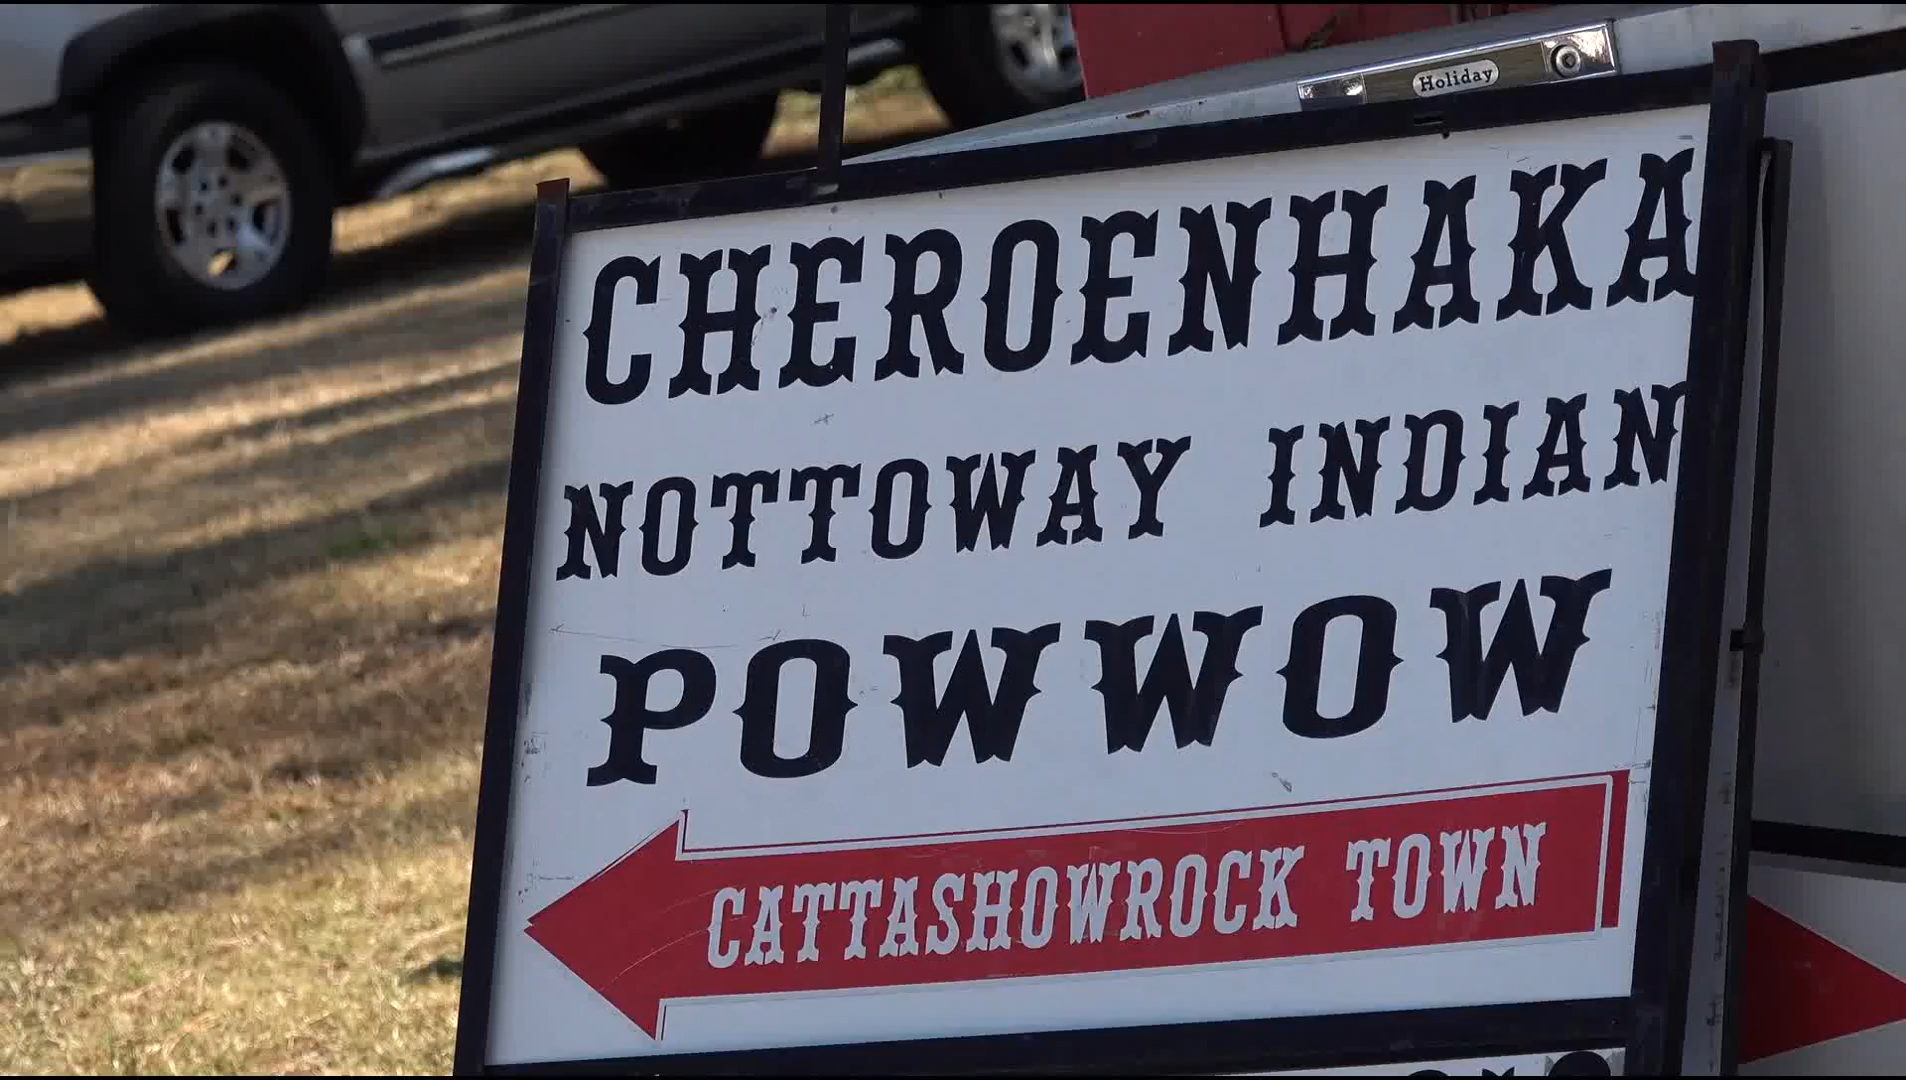 Holiday
CHEROENHAKA
NOTTOWAY INDIAN
POWWOW
CATTASHOWROCK TOWN